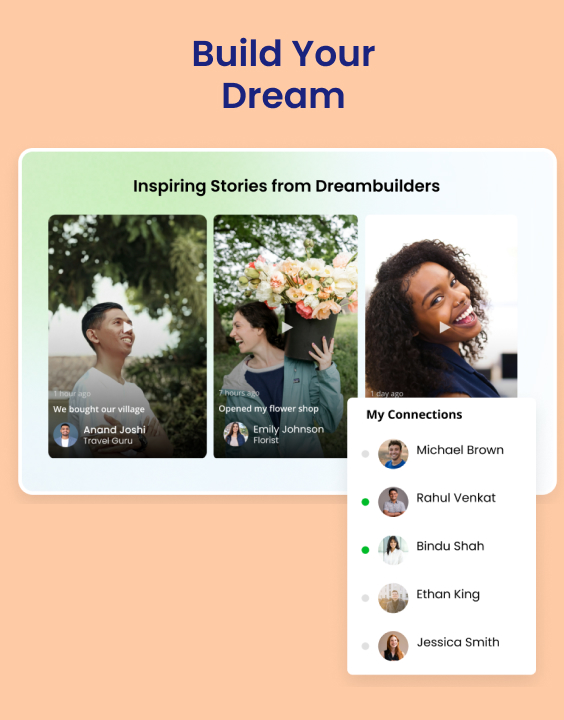 Build Your
Dream
Inspiring Stories from Dreambuilders
1 hour ago
We bought our village
Anand Joshi
Travel Guru
7 hours ago
Opened my flower shop
Emily Johnson
Florist
1 day ago
My Connections
Michael Brown
Rahul Venkat
Bindu Shah
Ethan King
Jessica Smith